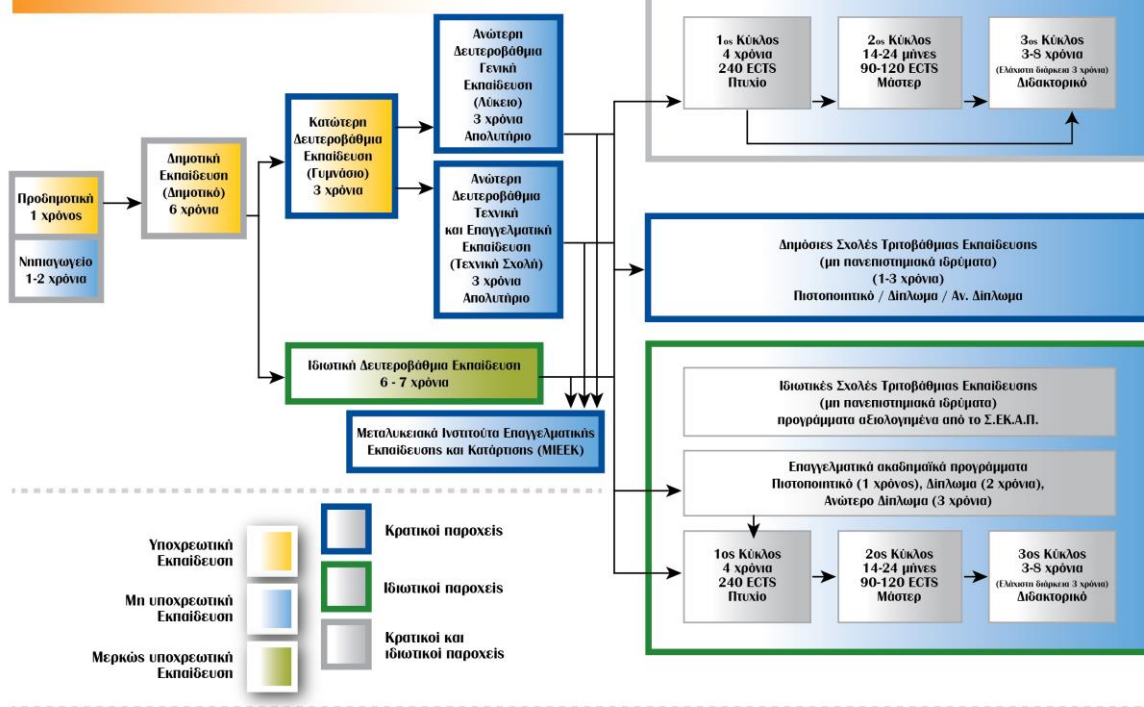 Προδημοτική
1 χρόνος
Νηπιαγωγείο
1-2 χρόνια
Δημοτική
Εκπαίδευση
(Δημοτικό)
6 χρόνια
Κατώτερη
Δευτεροβάθμια
Εκπαίδευση
(Γυμνάσιο)
3 χρόνια
Ανώτερη
Δευτεροβάθμια
Γενική
Εκπαίδευση
(Λύκειο)
3 χρόνια
Απολυτήριο
Ανώτερη
Δευτεροβάθμια
Τεχνική
και Επαγγελματική
Εκπαίδευση
(Τεχνική Σχολή)
3 χρόνια
Απολυτήριο
Ιδιωτική Δευτεροβάθμια Εκπαίδευση
6 - 7 χρόνια
Μεταλυκειακά Ινστιτούτα Επαγγελματικής
Εκπαίδευσης και Κατάρτισης (ΜΙΕΕΚ)
1ος Κύκλος
4 χρόνια
240 ECTS
Πτυχίο
2ος Κύκλος
14-24 μήνες
90-120 ECTS
Μάστερ
3ος Κύκλος
3-8 χρόνια
(Ελάχιστη διάρκεια 3 χρόνια)
Διδακτορικό
Δημόσιες Σχολές Τριτοβάθμιας Εκπαίδευσης
(μη πανεπιστημιακά ιδρύματα)
(1-3 χρόνια)
Πιστοποιητικό / Δίπλωμα / Αν. Δίπλωμα
Ιδιωτικές Σχολές Τριτοβάθμιας Εκπαίδευσης
(μη πανεπιστημιακά ιδρύματα)
προγράμματα αξιολογημένα από το Σ.ΕΚ.Α.Π.
Επαγγελματικά ακαδημαϊκά προγράμματα
Πιστοποιητικό (1 χρόνος), Δίπλωμα (2 χρόνια),
Ανώτερο Δίπλωμα (3 χρόνια)
1ος Κύκλος
4 χρόνια
240 ECTS
Πτυχίο
2ος Κύκλος
14-24 μήνες
90-120 ECTS
Μάστερ
3ος Κύκλος
3-8 χρόνια
(Ελάχιστη διάρκεια 3 χρόνια)
Διδακτορικό
Υποχρεωτική
Εκπαίδευση
Μη υποχρεωτική
Εκπαίδευση
Μερκώς υποχρεωτική
Εκπαίδευση
Κρατικοί παροχείς
Ιδιωτικοί παροχείς
Κρατικοί και
ιδιωτικοί παροχείς